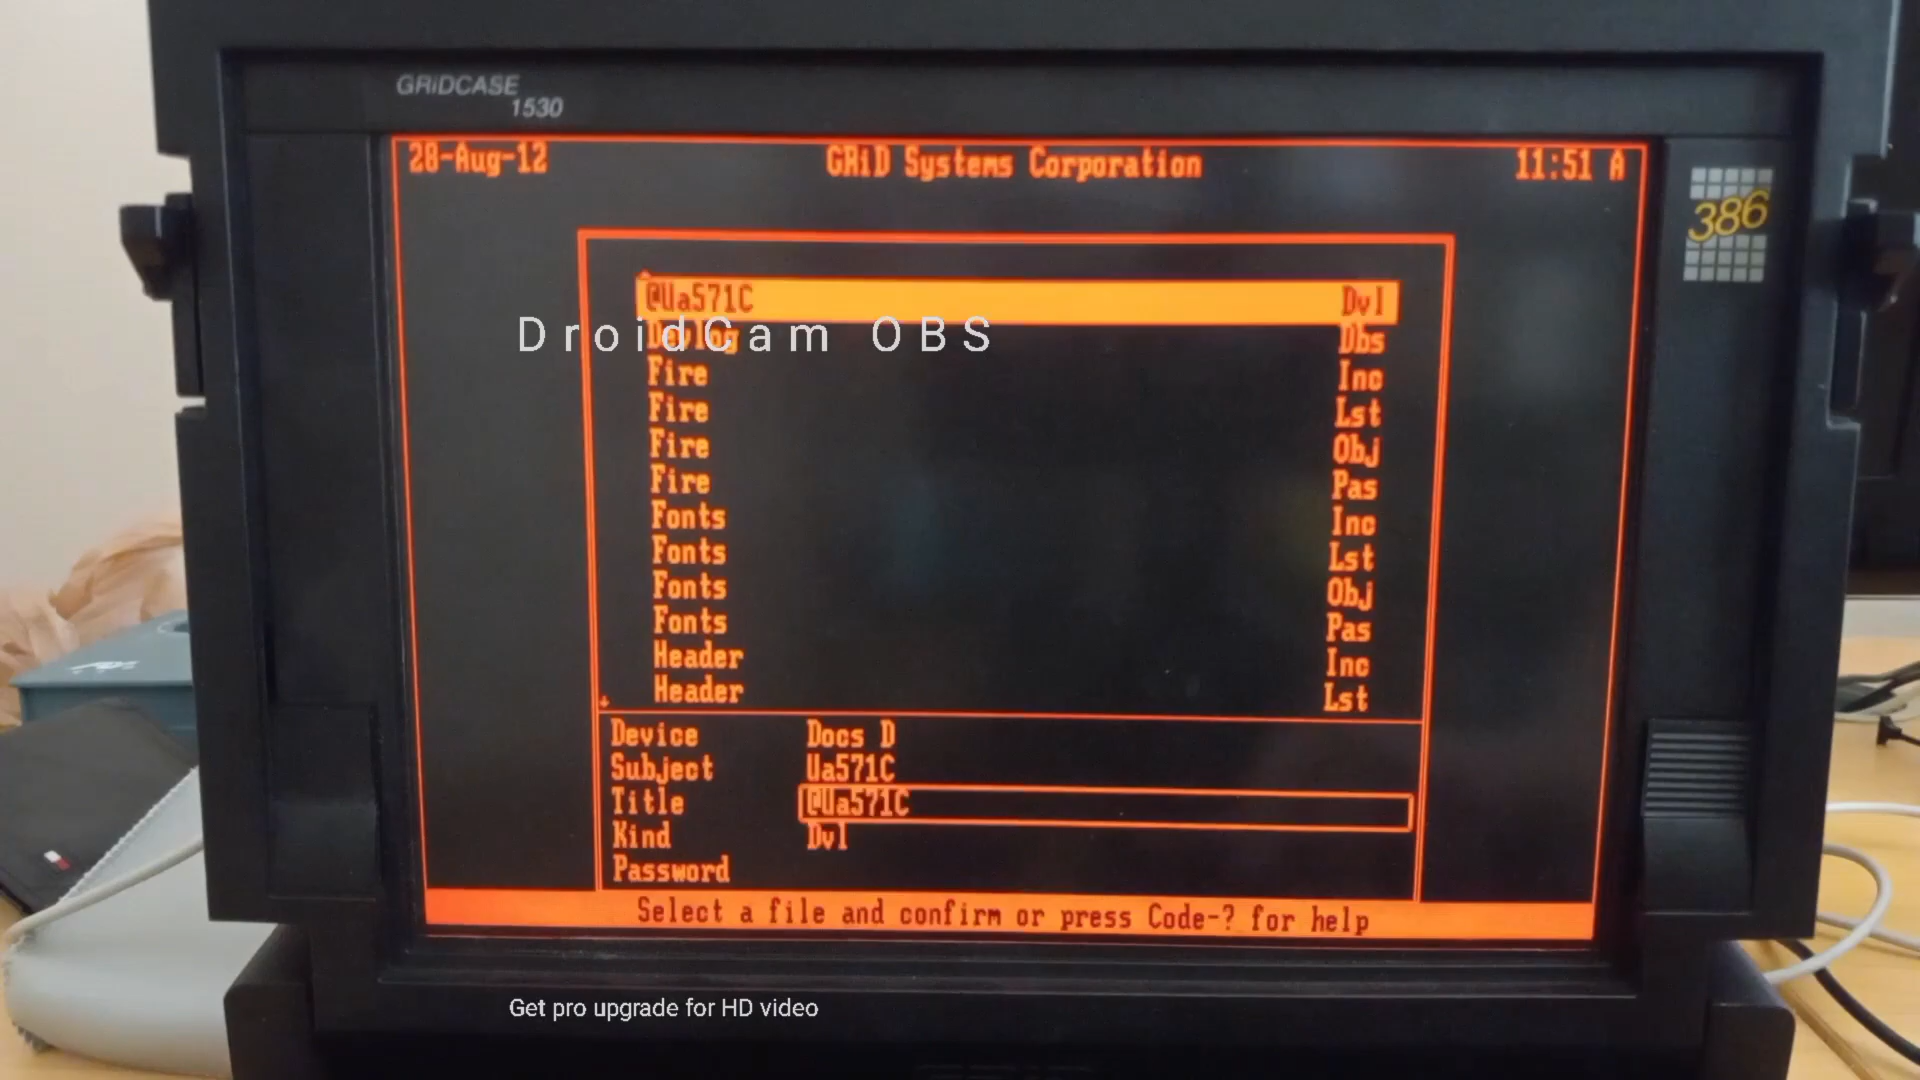 GRiDCASE
1530
28-Aug-12 GRiD Systems Corporation 11:51 A
386
@Ua571C Dvl
DroidCam OBS
Devlog Dbs
Fire Inc
Fire Lst
Fire Obj
Fire Pas
Fonts Inc
Fonts Lst
Fonts Obj
Fonts Pas
Header Inc
Header Lst
Device Docs D
Subject Ua571C
Title @Ua571C
Kind Dvl
Password
Select a file and confirm or press Code-? for help
Get pro upgrade for HD video